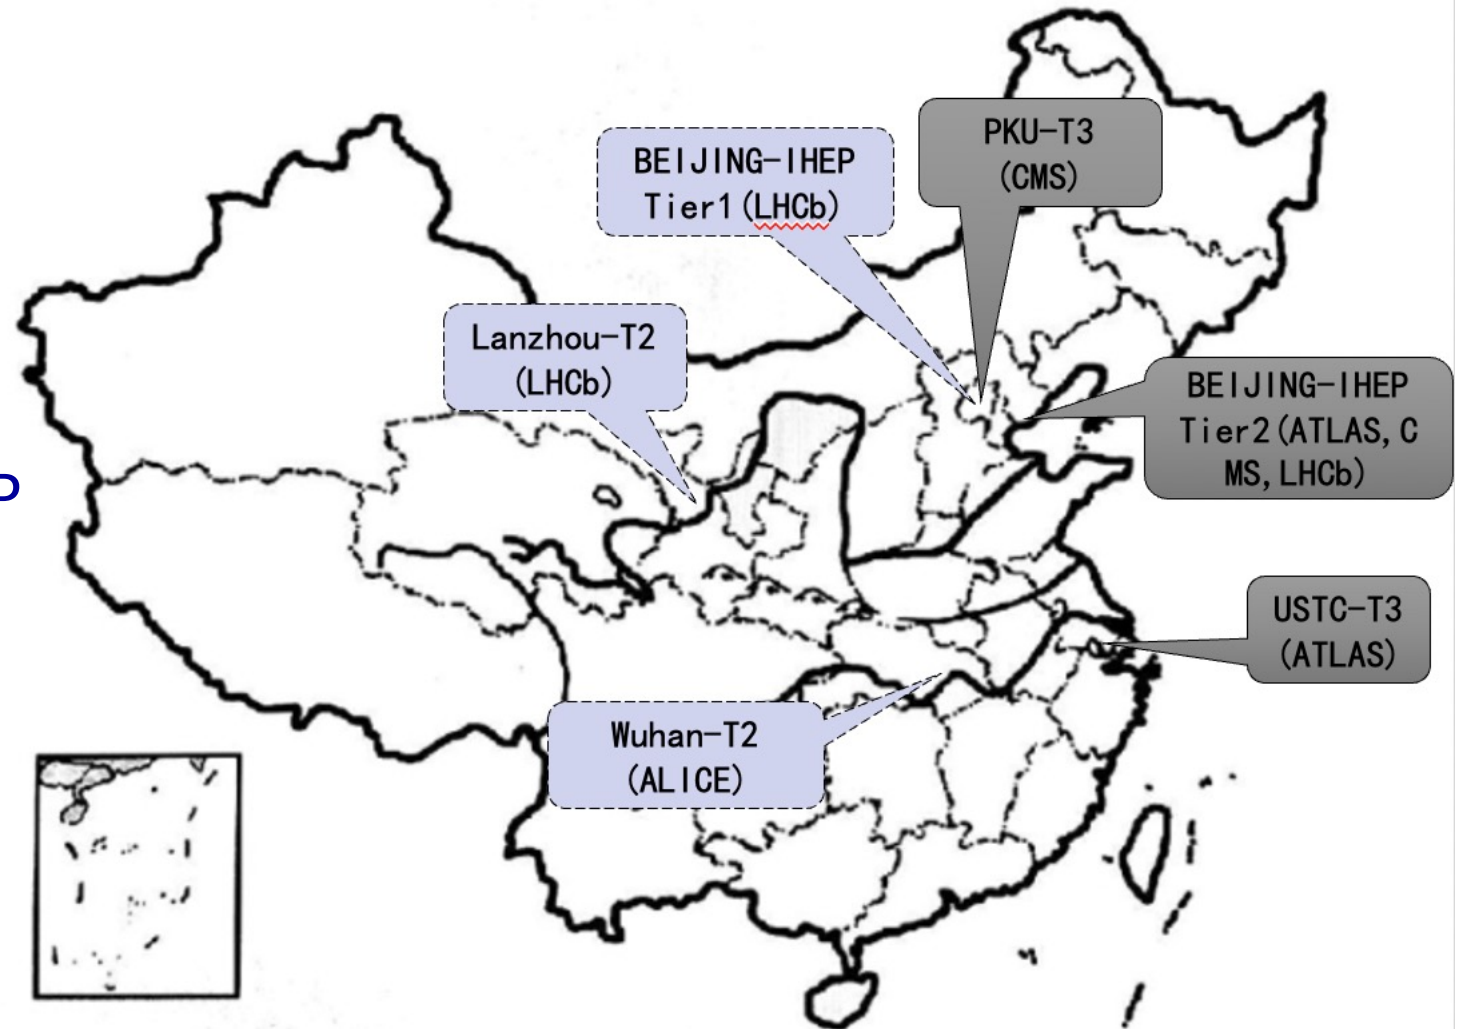 PKU-T3
(CMS)
BEIJING-IHEP
Tier1(LHCb)
Lanzhou-T2
(LHCb)
BEIJING-IHEP
Tier2(ATLAS,C
MS,LHCb)
P
USTC-T3
(ATLAS)
Wuhan-T2
(ALICE)